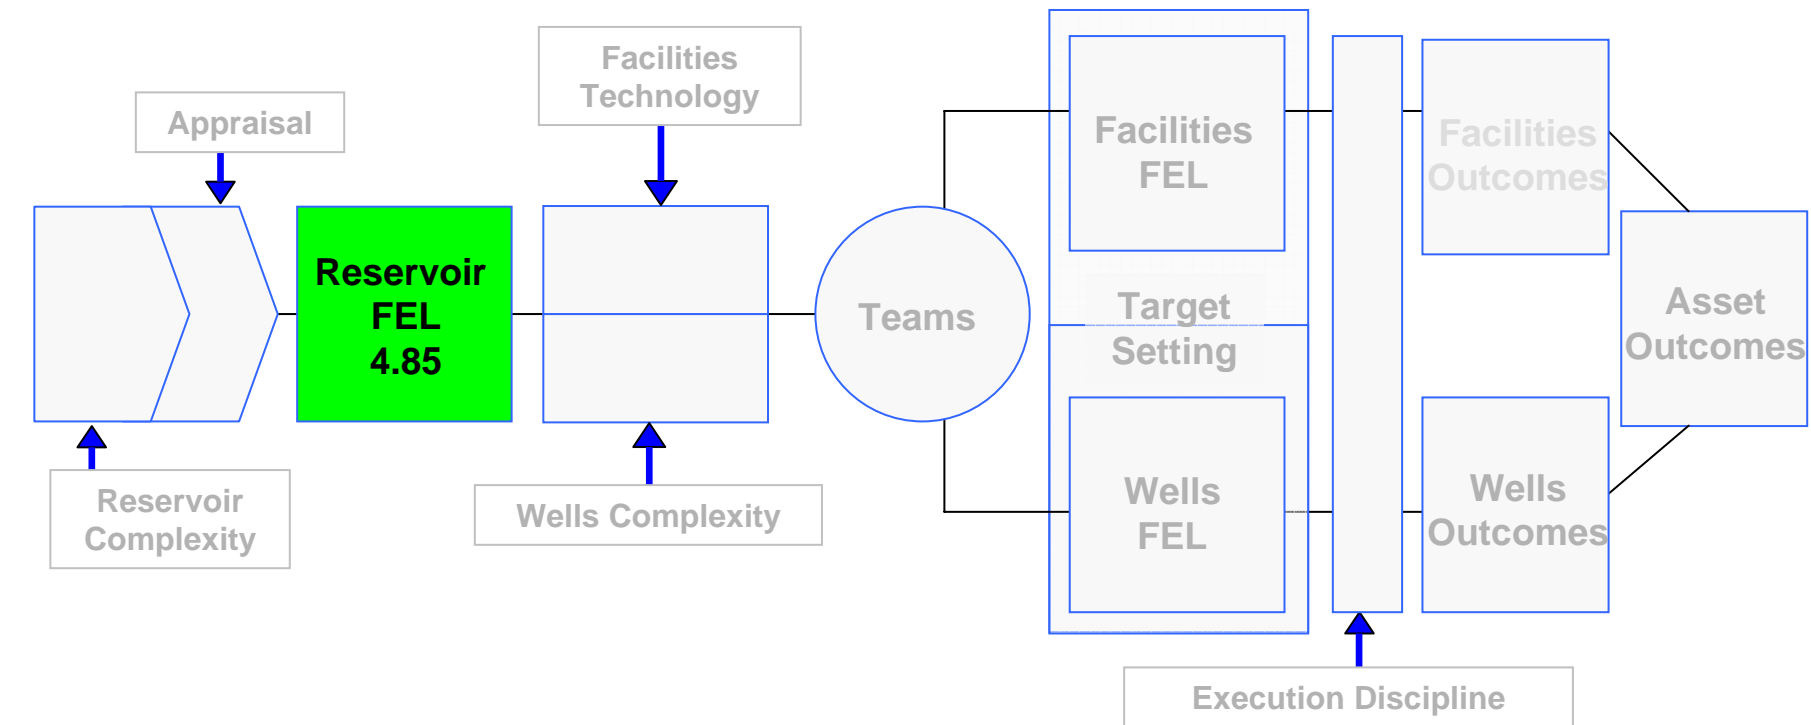 Facilities
Technology
Appraisal
Reservoir
FEL
4.85
Reservoir
Complexity
Wells Complexity
Teams
Facilities
FEL
Target
Setting
Wells
FEL
Execution Discipline
Facilities
Outcomes
Wells
Outcomes
Asset
Outcomes